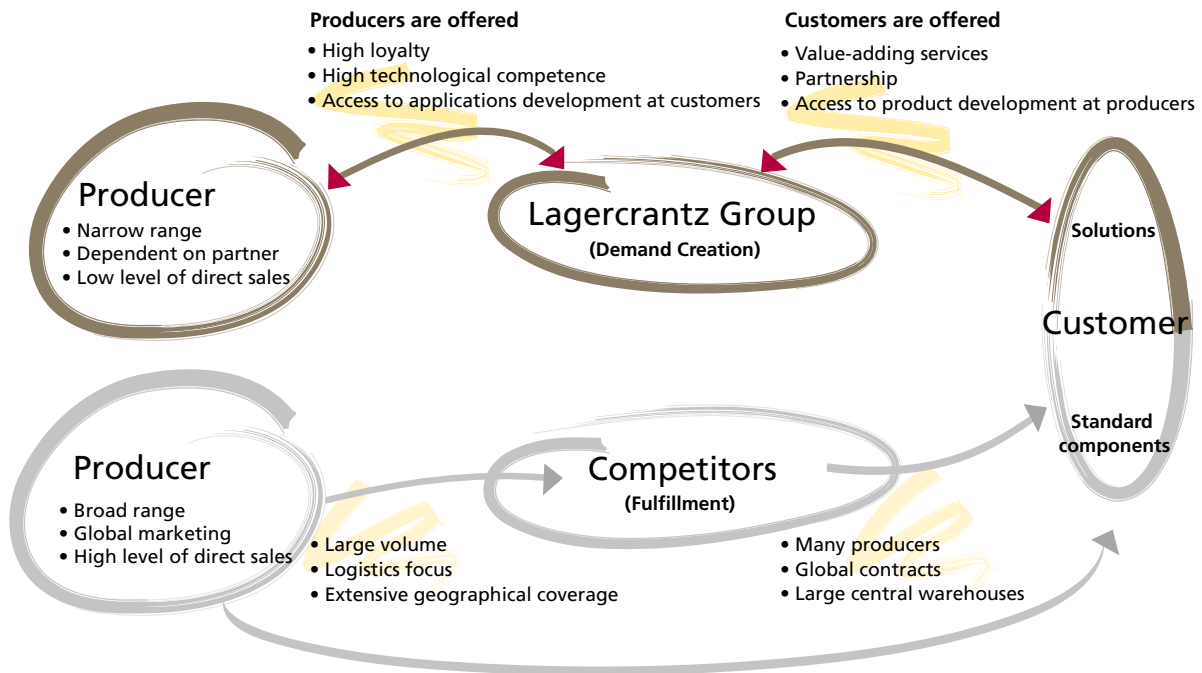 Producers are offered
• High loyalty
• High technological competence
• Access to applications development at customers
Customers are offered
• Value-adding services
• Partnership
• Access to product development at producers
Producer
• Narrow range
• Dependent on partner
• Low level of direct sales
Lagercrantz Group
(Demand Creation)
Solutions
Customer
Standard
components
Producer
• Broad range
• Global marketing
• High level of direct sales
Competitors
(Fulfillment)
• Large volume
• Logistics focus
• Extensive geographical coverage
• Many producers
• Global contracts
• Large central warehouses